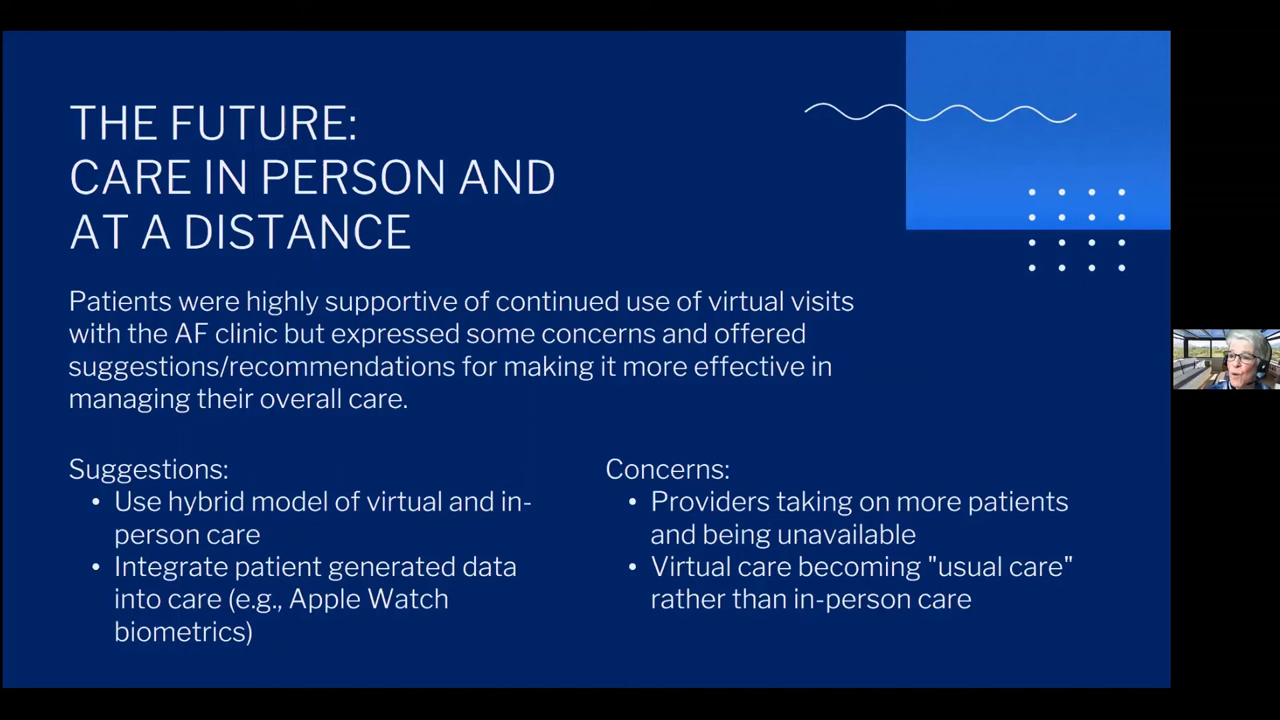 THE FUTURE:
CARE IN PERSON AND
AT A DISTANCE
Patients were highly supportive of continued use of virtual visits
with the AF clinic but expressed some concerns and offered
suggestions/recommendations for making it more effective in
managing their overall care.
Suggestions:
• Use hybrid model of virtual and in-
person care
• Integrate patient generated data
into care (e.g., Apple Watch
biometrics)
Concerns:
• Providers taking on more patients
and being unavailable
• Virtual care becoming "usual care"
rather than in-person care